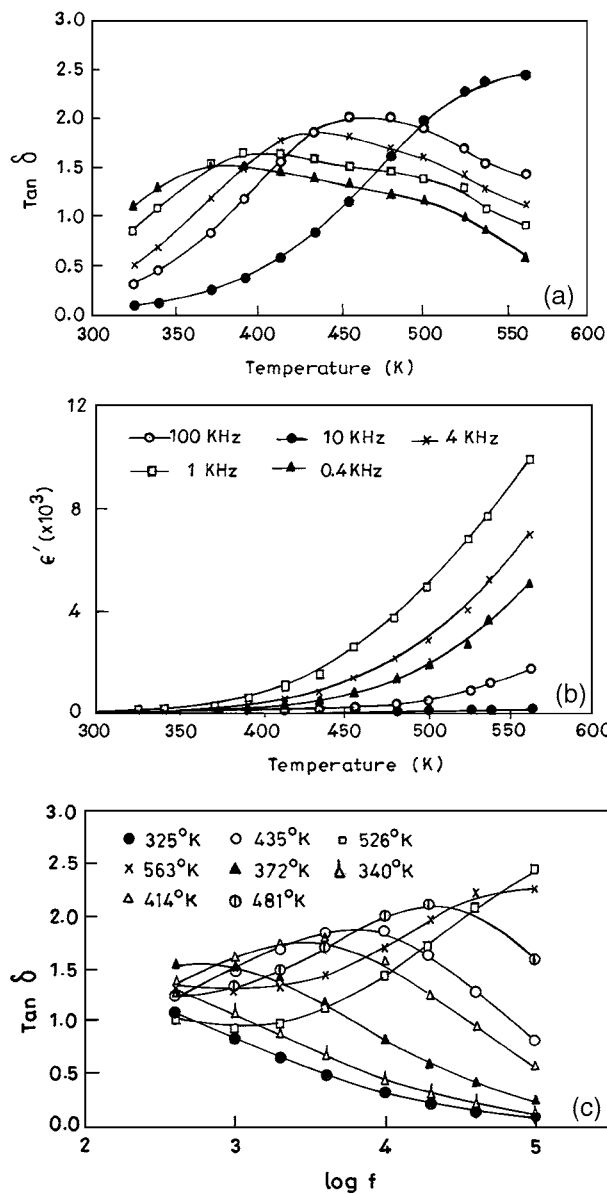 3.0
2.5
2.0
1.5
1.0
0.5
0.0
Tan δ
300 350 400 450 500 550 600
Temperature (K)
(a)
12
8
4
0
ϵ′ (×10³)
100 KHz 10 KHz 4 KHz
1 KHz 0.4 KHz
300 350 400 450 500 550 600
Temperature (K)
(b)
3.0
2.5
2.0
1.5
1.0
0.5
0.0
Tan δ
325°K 435°K 526°K
563°K 372°K 340°K
414°K 481°K
2 3 4 5
log f
(c)